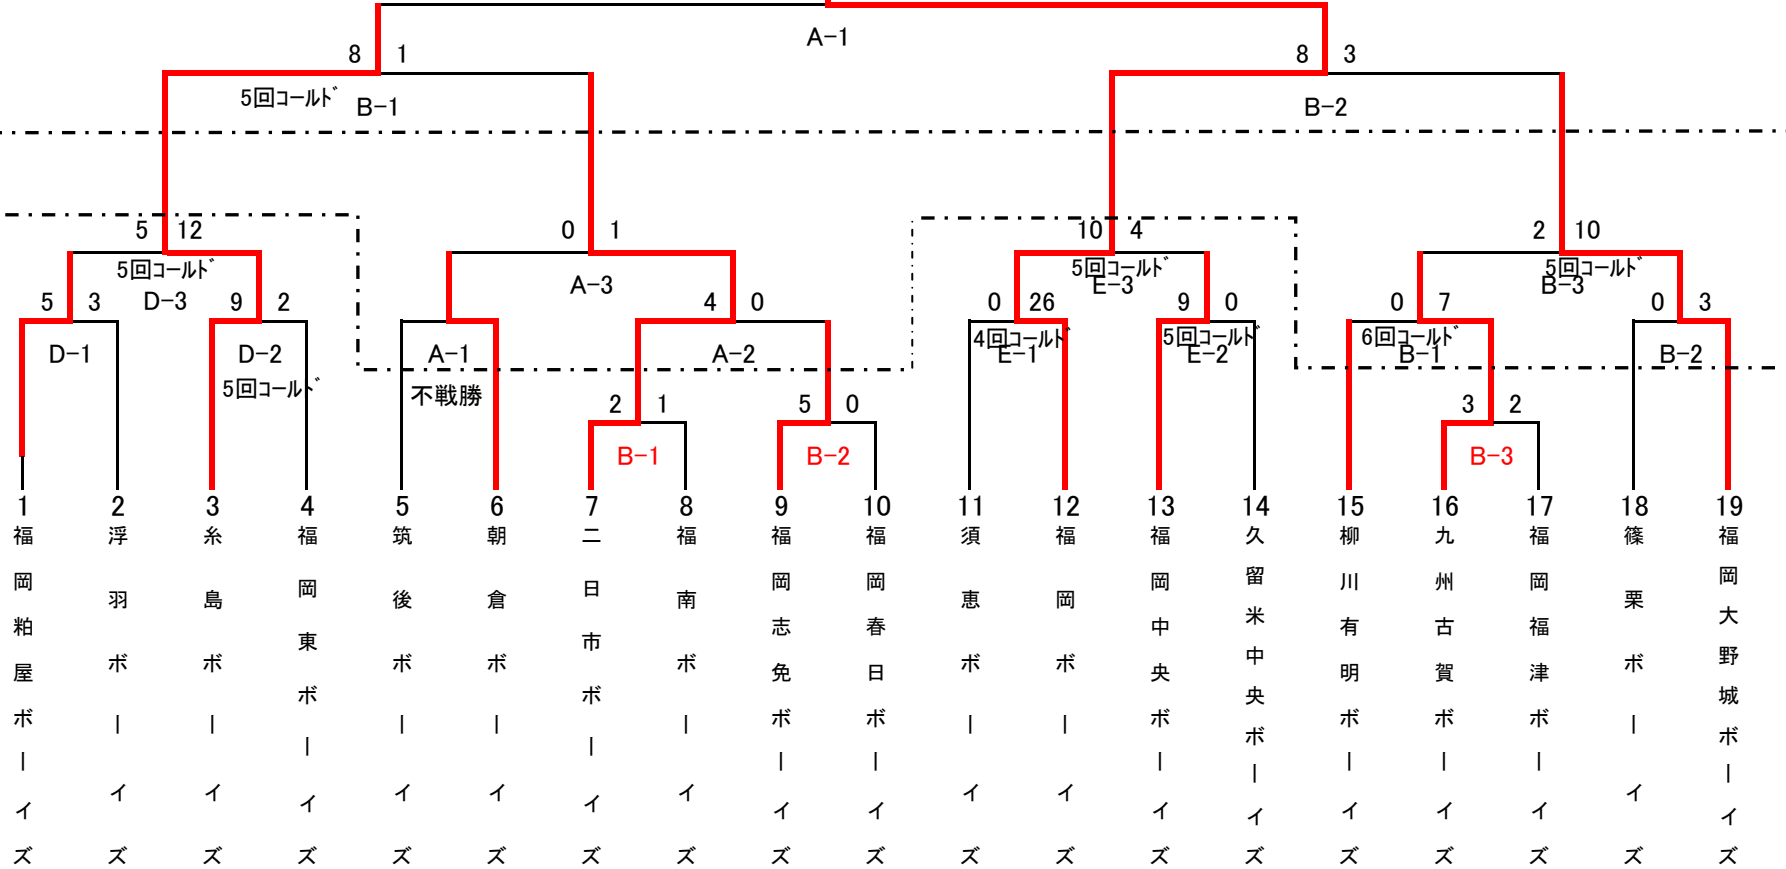 A-1
8 1 8 3
5回ｺｰﾙﾄﾞ B-1 B-2
5 12 0 1 10 4 2 10
5回ｺｰﾙﾄﾞ 5回ｺｰﾙﾄﾞ 5回ｺｰﾙﾄﾞ
D-3 A-3 E-3 B-3
5 3 9 2 4 0 0 26 9 0 0 7 0 3
4回ｺｰﾙﾄﾞ 5回ｺｰﾙﾄﾞ 6回ｺｰﾙﾄﾞ
D-1 D-2 A-1 A-2 E-1 E-2 B-1 B-2
5回ｺｰﾙﾄﾞ 不戦勝
2 1 5 0 3 2
B-1 B-2 B-3
1 2 3 4 5 6 7 8 9 10 11 12 13 14 15 16 17 18 19
福岡粕屋ボーイズ
浮羽ボーイズ
糸島ボーイズ
福岡東ボーイズ
筑後ボーイズ
朝倉ボーイズ
二日市ボーイズ
福南ボーイズ
福岡志免ボーイズ
福岡春日ボーイズ
須恵ボーイズ
福岡ボーイズ
福岡中央ボーイズ
久留米中央ボーイズ
柳川有明ボーイズ
九州古賀ボーイズ
福岡福津ボーイズ
篠栗ボーイズ
福岡大野城ボーイズ